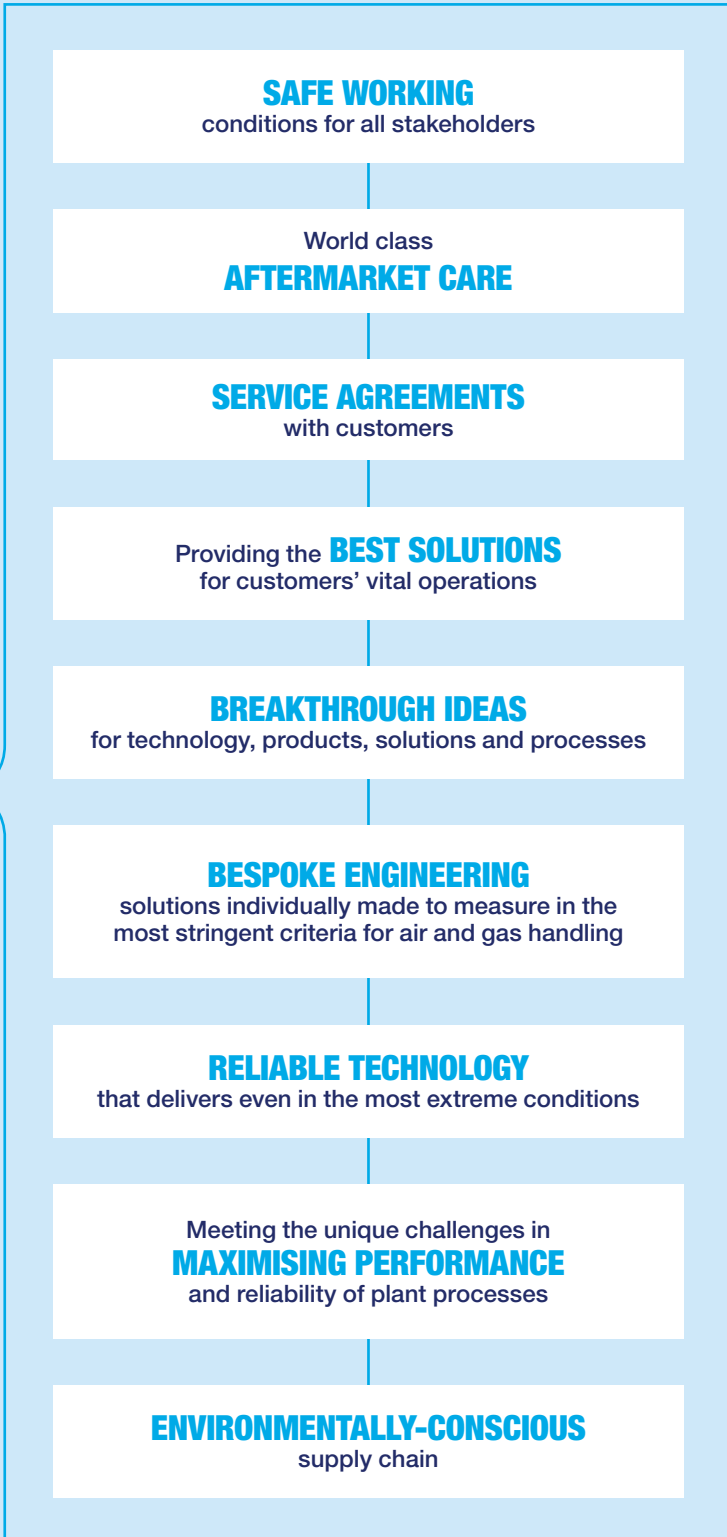 SAFE WORKING
conditions for all stakeholders
World class
AFTERMARKET CARE
SERVICE AGREEMENTS
with customers
Providing the BEST SOLUTIONS
for customers’ vital operations
BREAKTHROUGH IDEAS
for technology, products, solutions and processes
BESPOKE ENGINEERING
solutions individually made to measure in the
most stringent criteria for air and gas handling
RELIABLE TECHNOLOGY
that delivers even in the most extreme conditions
Meeting the unique challenges in
MAXIMISING PERFORMANCE
and reliability of plant processes
ENVIRONMENTALLY-CONSCIOUS
supply chain